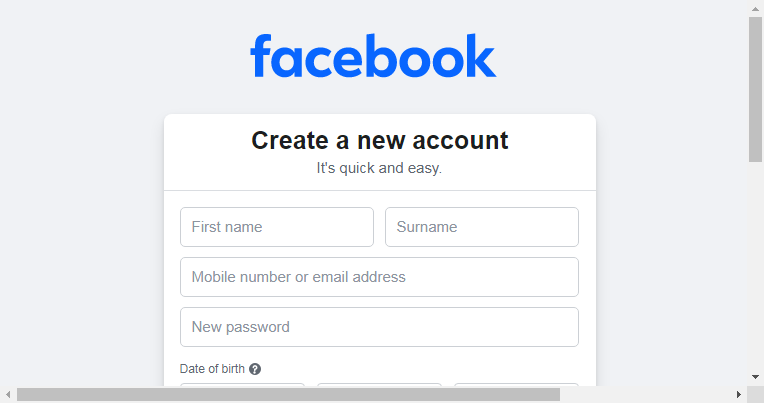 facebook
Create a new account
It's quick and easy.
First name Surname
Mobile number or email address
New password
Date of birth ?